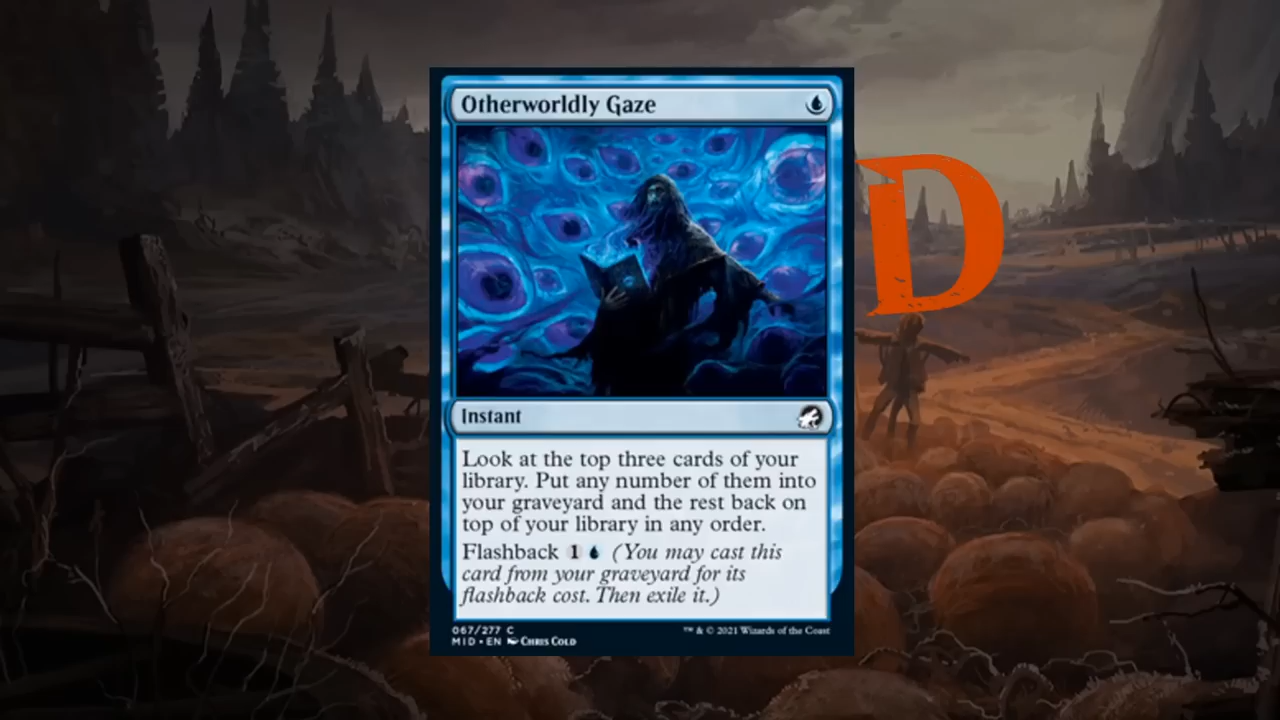 Otherworldly Gaze
D
Instant
Look at the top three cards of your
library. Put any number of them into
your graveyard and the rest back on
top of your library in any order.
Flashback 1 (You may cast this
card from your graveyard for its
flashback cost. Then exile it.)
067/277 C
MID • EN CHRIS COLD
™ & © 2021 Wizards of the Coast